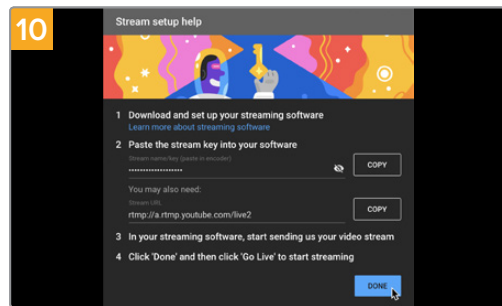 10
Stream setup help
1 Download and set up your streaming software
Learn more about streaming software
2 Paste the stream key into your software
Stream name/key (paste in encoder)
••••••••••••••••••• COPY
You may also need:
Stream URL
rtmp://a.rtmp.youtube.com/live2 COPY
3 In your streaming software, start sending us your video stream
4 Click 'Done' and then click 'Go Live' to start streaming
DONE